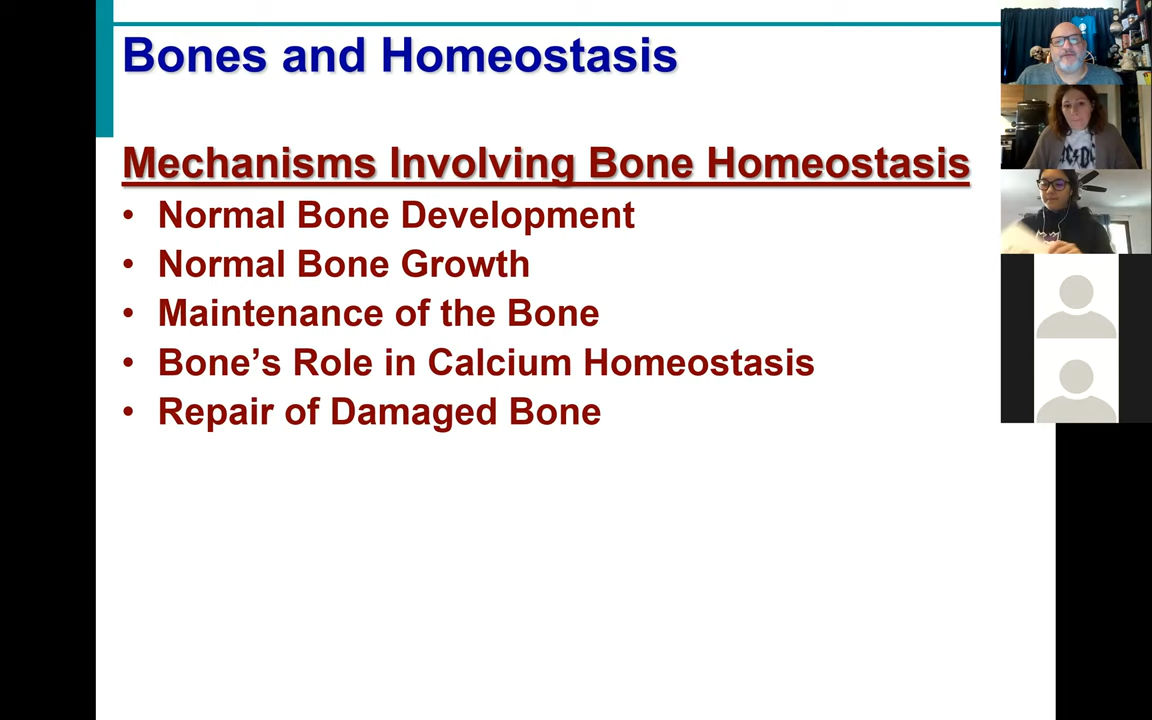 Bones and Homeostasis
Mechanisms Involving Bone Homeostasis
• Normal Bone Development
• Normal Bone Growth
• Maintenance of the Bone
• Bone’s Role in Calcium Homeostasis
• Repair of Damaged Bone